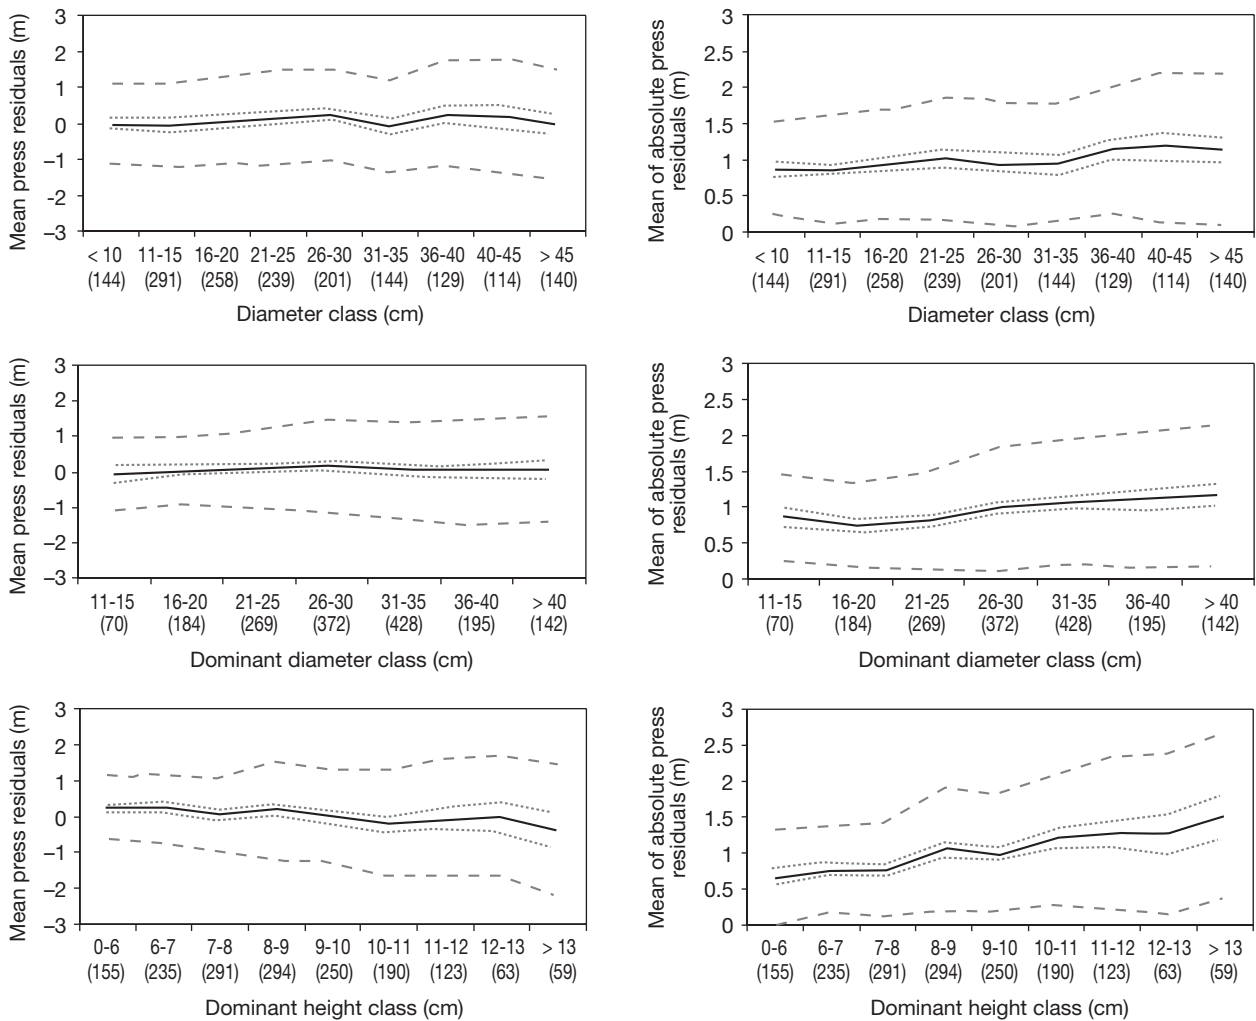 Mean press residuals (m)
3
2
1
0
–1
–2
–3
< 10 11-15 16-20 21-25 26-30 31-35 36-40 40-45 > 45
(144) (291) (258) (239) (201) (144) (129) (114) (140)
Diameter class (cm)
Mean of absolute press
residuals (m)
3
2.5
2
1.5
1
0.5
0
< 10 11-15 16-20 21-25 26-30 31-35 36-40 40-45 > 45
(144) (291) (258) (239) (201) (144) (129) (114) (140)
Diameter class (cm)
Mean press residuals (m)
3
2
1
0
–1
–2
–3
11-15 16-20 21-25 26-30 31-35 36-40 > 40
(70) (184) (269) (372) (428) (195) (142)
Dominant diameter class (cm)
Mean of absolute press
residuals (m)
3
2.5
2
1.5
1
0.5
0
11-15 16-20 21-25 26-30 31-35 36-40 > 40
(70) (184) (269) (372) (428) (195) (142)
Dominant diameter class (cm)
Mean press residuals (m)
3
2
1
0
–1
–2
–3
0-6 6-7 7-8 8-9 9-10 10-11 11-12 12-13 > 13
(155) (235) (291) (294) (250) (190) (123) (63) (59)
Dominant height class (cm)
Mean of absolute press
residuals (m)
3
2.5
2
1.5
1
0.5
0
0-6 6-7 7-8 8-9 9-10 10-11 11-12 12-13 > 13
(155) (235) (291) (294) (250) (190) (123) (63) (59)
Dominant height class (cm)